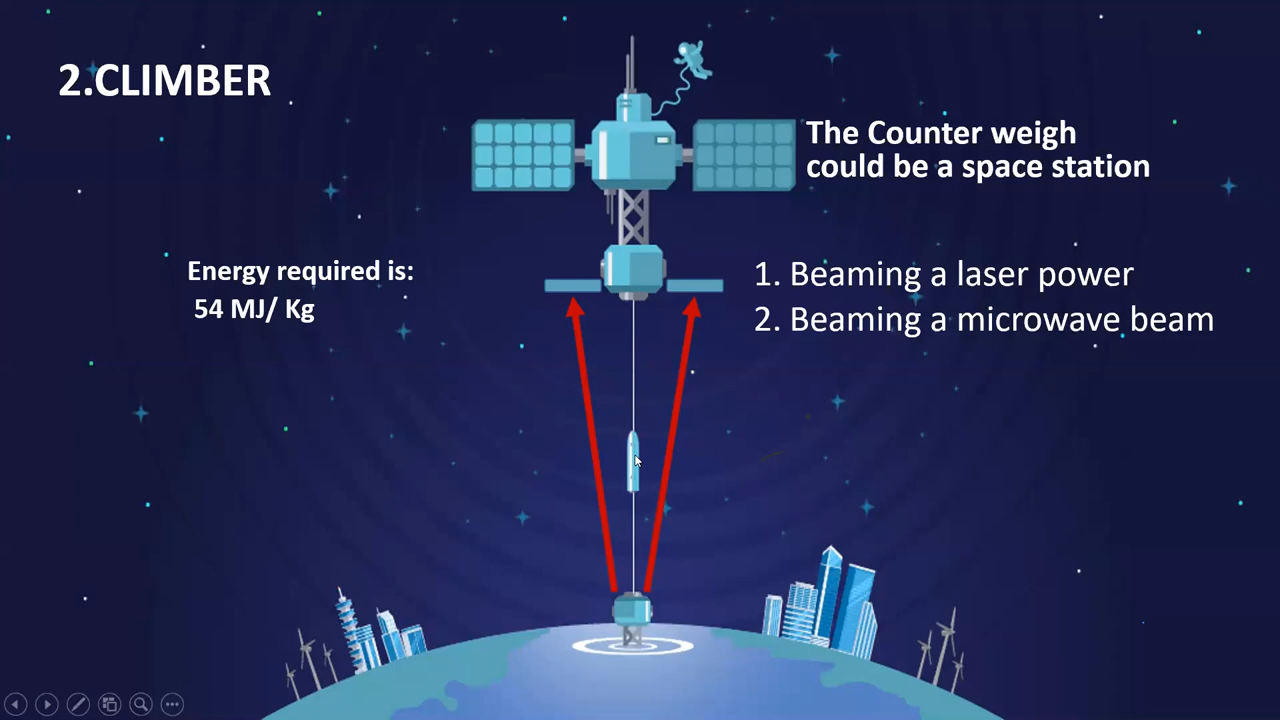 2.CLIMBER
The Counter weigh
could be a space station
Energy required is:
54 MJ/ Kg
1. Beaming a laser power
2. Beaming a microwave beam